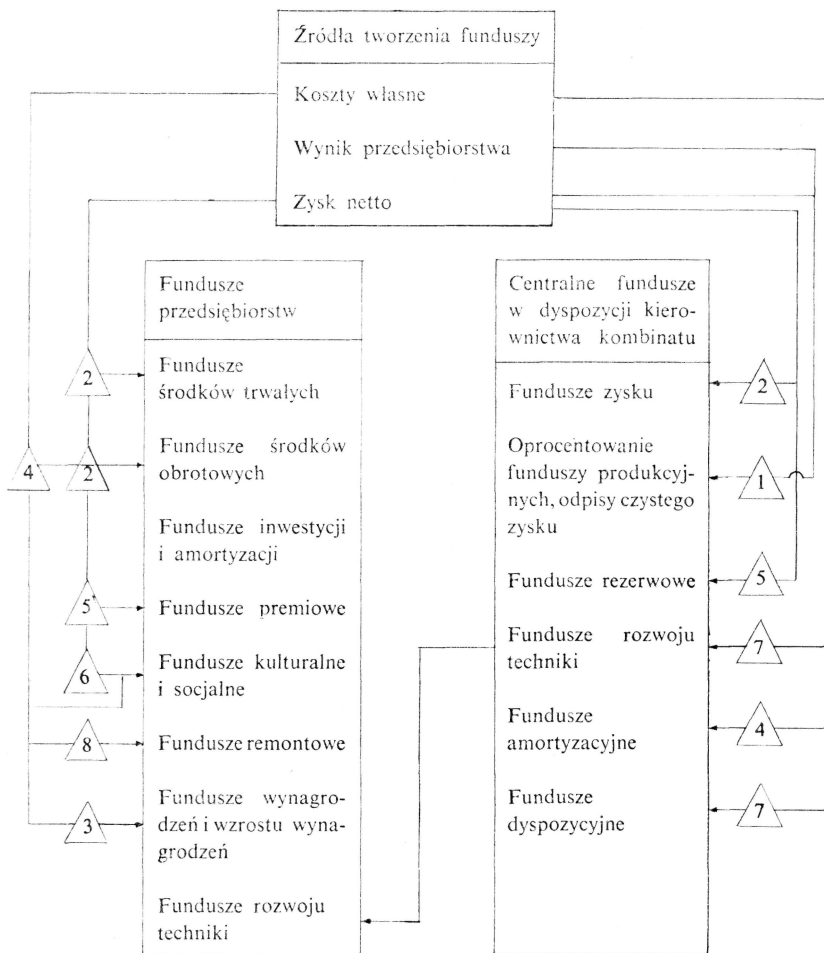 Źródła tworzenia funduszy
Koszty własne
Wynik przedsiębiorstwa
Zysk netto
Fundusze
przedsiębiorstw
2
Fundusze
środków trwałych
4
2
Fundusze środków
obrotowych
Fundusze inwestycji
i amortyzacji
5
Fundusze premiowe
6
Fundusze kulturalne
i socjalne
8
Fundusze remontowe
3
Fundusze wynagro-
dzeń i wzrostu wyna-
grodzeń
Fundusze rozwoju
techniki
Centralne fundusze
w dyspozycji kiero-
wnictwa kombinatu
Fundusze zysku
2
Oprocentowanie
funduszy produkcyj-
nych, odpisy czystego
zysku
1
Fundusze rezerwowe
5
Fundusze rozwoju
techniki
7
Fundusze
amortyzacyjne
4
Fundusze
dyspozycyjne
7